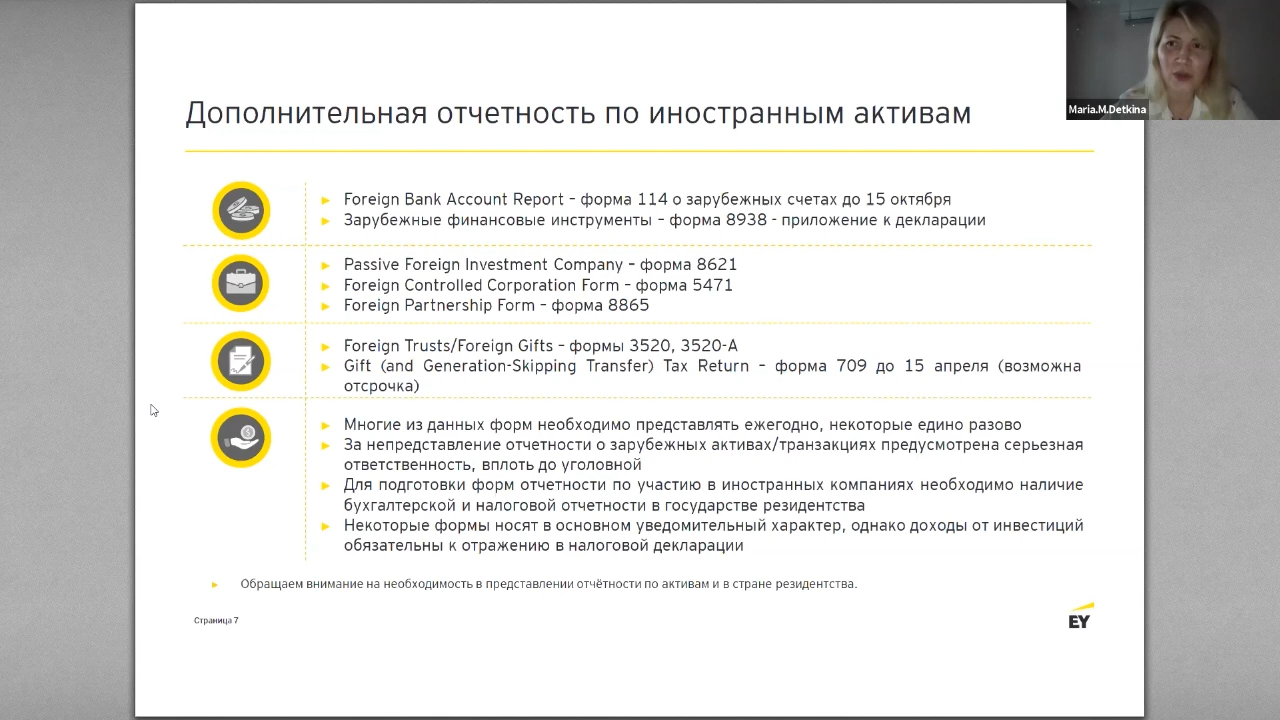 Maria.M.Detkina
Дополнительная отчетность по иностранным активам
Foreign Bank Account Report – форма 114 о зарубежных счетах до 15 октября
Зарубежные финансовые инструменты – форма 8938 - приложение к декларации
Passive Foreign Investment Company – форма 8621
Foreign Controlled Corporation Form – форма 5471
Foreign Partnership Form – форма 8865
Foreign Trusts/Foreign Gifts – формы 3520, 3520-A
Gift (and Generation-Skipping Transfer) Tax Return – форма 709 до 15 апреля (возможна
отсрочка)
Многие из данных форм необходимо представлять ежегодно, некоторые едино разово
За непредставление отчетности о зарубежных активах/транзакциях предусмотрена серьезная
ответственность, вплоть до уголовной
Для подготовки форм отчетности по участию в иностранных компаниях необходимо наличие
бухгалтерской и налоговой отчетности в государстве резидентства
Некоторые формы носят в основном уведомительный характер, однако доходы от инвестиций
обязательны к отражению в налоговой декларации
Обращаем внимание на необходимость в представлении отчётности по активам и в стране резидентства.
Страница 7
EY